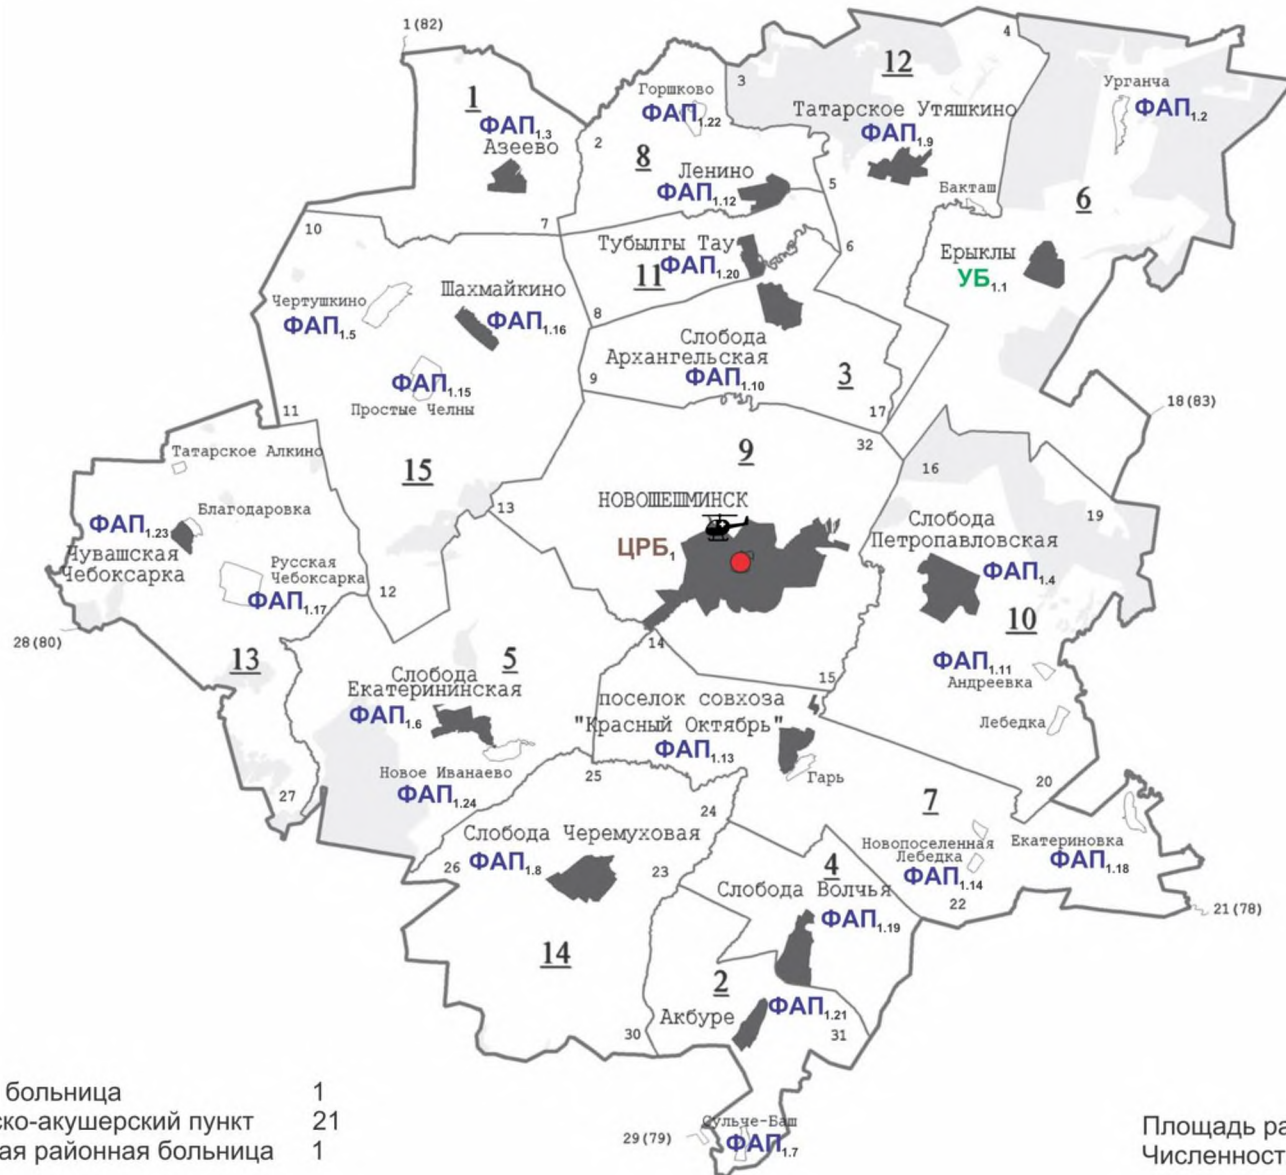 1(82)
4
12
3
Урганча
ФАП1.2
1
Горшково
ФАП1.22
Татарское Утяшкино
ФАП1.9
ФАП1.3
Азеево
2
8
Ленино
ФАП1.12
5
Бакташ
6
10
7
Тубылгы Тау
ФАП1.20
11
6
Ерыклы
УБ1.1
Чертушкино
ФАП1.5
Шахмайкино
ФАП1.16
8
Слобода
Архангельская
ФАП1.10
3
ФАП1.15
Простые Челны
9
17
18(83)
11
32
Татарское Алкино
15
9
16
13
НОВОШЕШМИНСК
ЦРБ1
19
Благодаровка
ФАП1.23
Чувашская
Чебоксарка
Слобода
Петропавловская
ФАП1.4
Русская
Чебоксарка
ФАП1.17
12
10
28(80)
14
13
5
Слобода
Екатерининская
ФАП1.6
ФАП1.11
Андреевка
15
поселок совхоза
"Красный Октябрь"
ФАП1.13
Лебедка
Новое Иванаево
ФАП1.24
Гарь
25
27
20
24
7
Слобода Черемуховая
ФАП1.8
26
23
4
Слобода Волчья
ФАП1.19
Новопоселенная
Лебедка
ФАП1.14
Екатериновка
ФАП1.18
22
21(78)
14
2
Акбуре
ФАП1.21
30
31
больница 1
ско-акушерский пункт 21
ая районная больница 1
29(79)
Сульче-Баш
ФАП1.7
Площадь ра
Численност